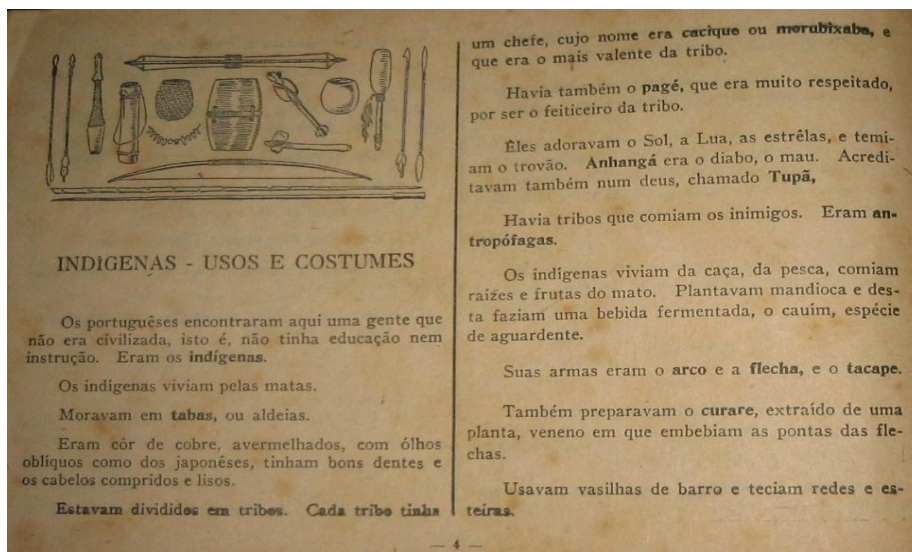 INDÍGENAS - USOS E COSTUMES
Os portuguêses encontraram aqui uma gente que
não era civilizada, isto é, não tinha educação nem
instrução. Eram os indígenas.
Os indígenas viviam pelas matas.
Moravam em tabas, ou aldeias.
Eram côr de cobre, avermelhados, com ólhos
oblíquos como dos japonêses, tinham bons dentes e
os cabelos compridos e lisos.
Estavam divididos em tribos. Cada tribo tinha
um chefe, cujo nome era cacique ou morubixaba, e
que era o mais valente da tribo.
Havia também o pagé, que era muito respeitado,
por ser o feiticeiro da tribo.
Êles adoravam o Sol, a Lua, as estrêlas, e temi-
am o trovão. Anhangá era o diabo, o mau. Acredi-
tavam também num deus, chamado Tupã,
Havia tribos que comiam os inimigos. Eram an-
tropófagas.
Os indígenas viviam da caça, da pesca, comiam
raízes e frutas do mato. Plantavam mandioca e des-
ta faziam uma bebida fermentada, o cauím, espécie
de aguardente.
Suas armas eram o arco e a flecha, e o tacape.
Também preparavam o curare, extraído de uma
planta, veneno em que embebiam as pontas das fle-
chas.
Usavam vasilhas de barro e teciam redes e es-
teiras.
— 4 —